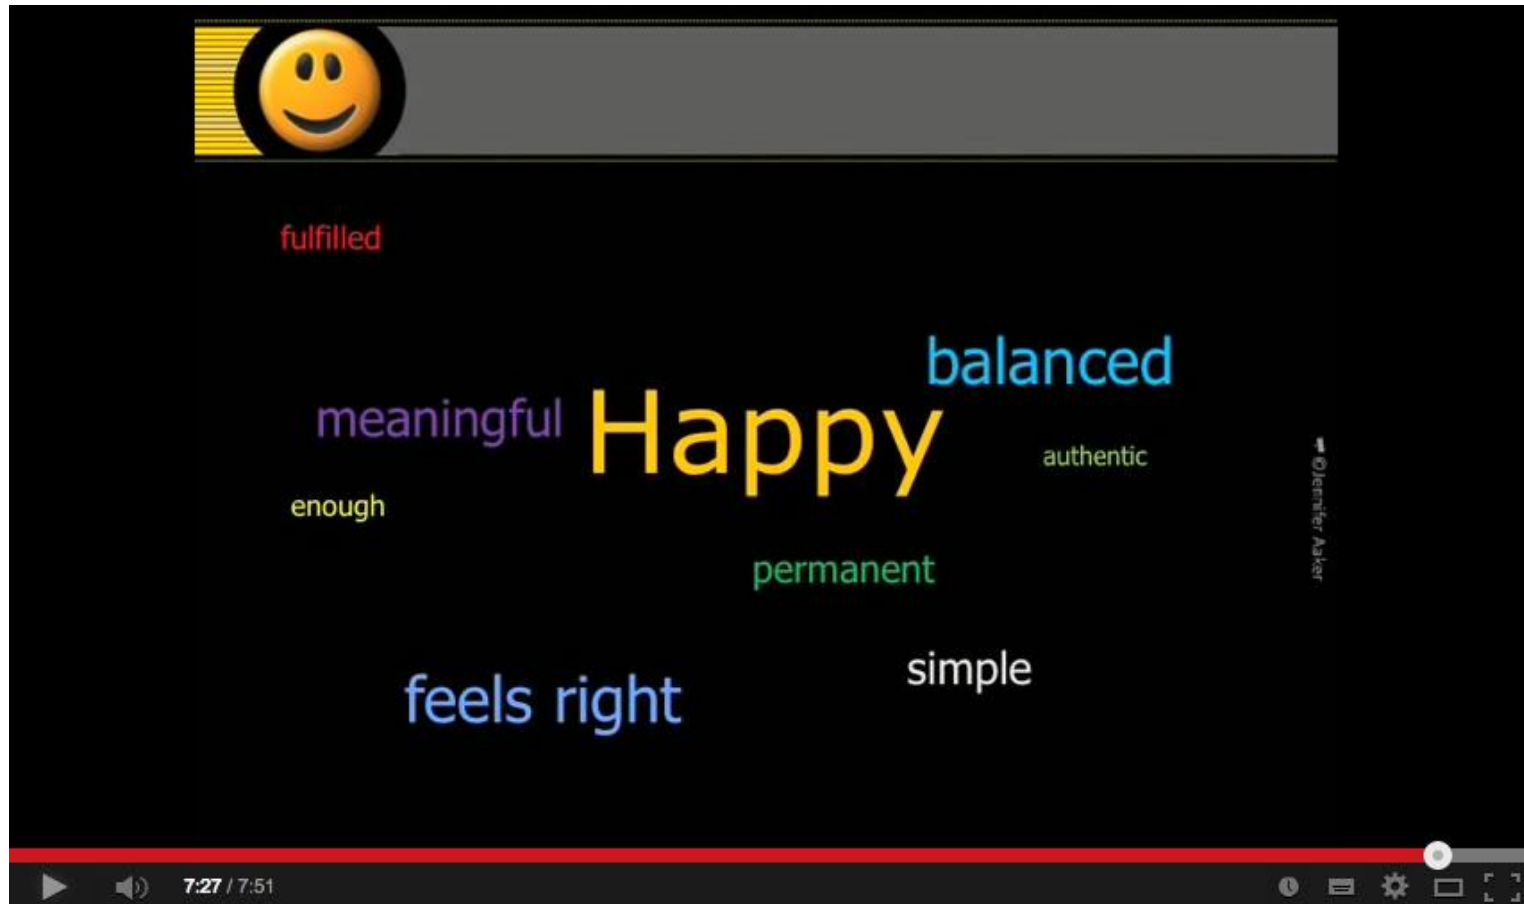 fulfilled
balanced
meaningful
Happy
authentic
enough
permanent
simple
feels right
©Jennifer Aaker
7:27 / 7:51